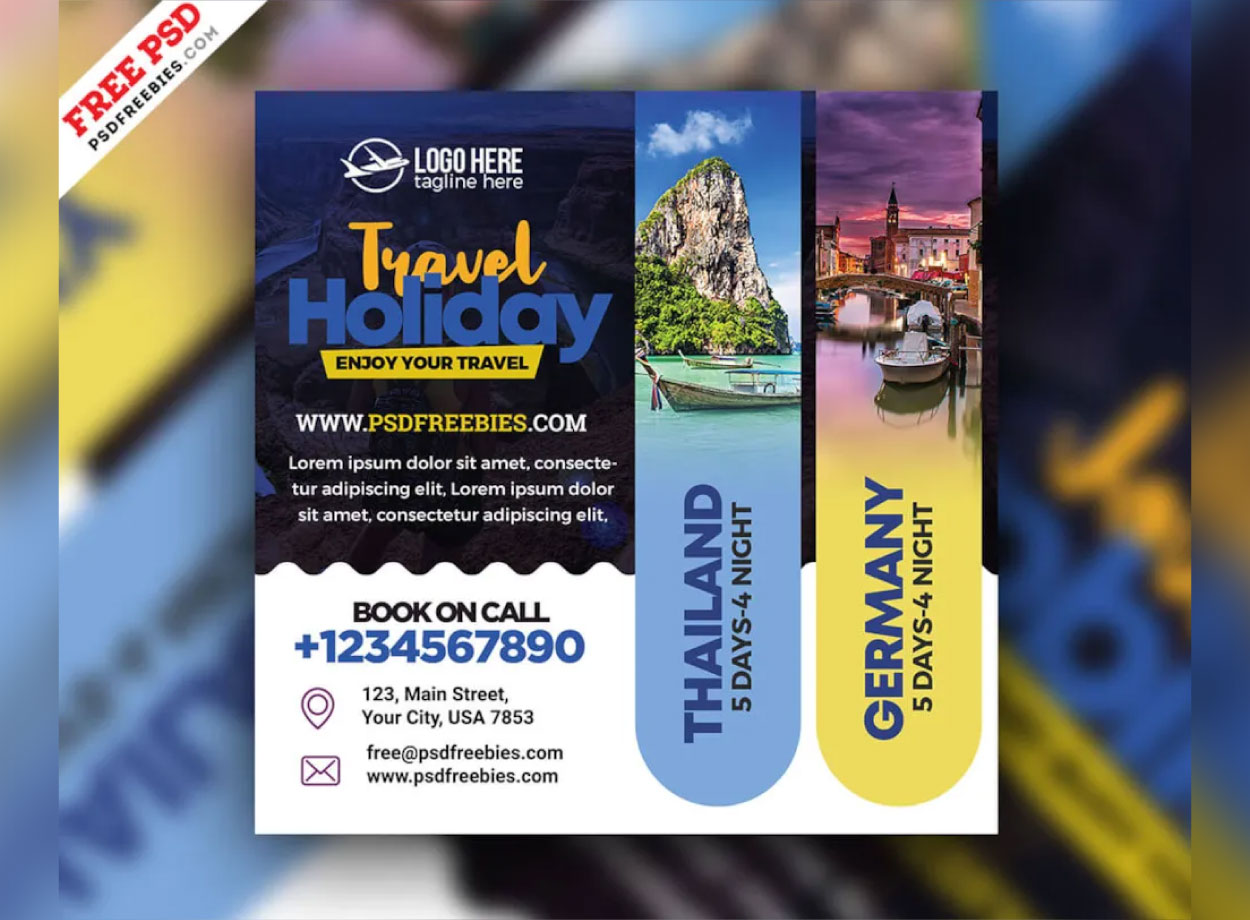 FREE PSD
PSDFREEBIES.COM
LOGO HERE
tagline here
Travel
Holiday
ENJOY YOUR TRAVEL
WWW.PSDFREEBIES.COM
Lorem ipsum dolor sit amet, consecte-
tur adipiscing elit, Lorem ipsum dolor
sit amet, consectetur adipiscing elit,
BOOK ON CALL
+1234567890
123, Main Street,
Your City, USA 7853
free@psdfreebies.com
www.psdfreebies.com
THAILAND
5 DAYS-4 NIGHT
GERMANY
5 DAYS-4 NIGHT